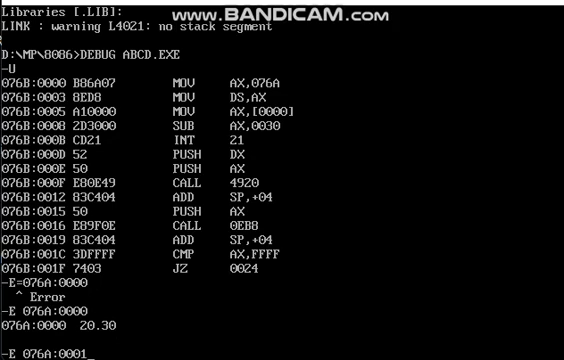 Libraries [.LIB]:
www.BANDICAM.com
LINK : warning L4021: no stack segment
D:\MP\8086>DEBUG ABCD.EXE
-U
076B:0000 B86A07 MOV AX,076A
076B:0003 8ED8 MOV DS,AX
076B:0005 A10000 MOV AX,[0000]
076B:0008 2D3000 SUB AX,0030
076B:000B CD21 INT 21
076B:000D 52 PUSH DX
076B:000E 50 PUSH AX
076B:000F E80E49 CALL 4920
076B:0012 83C404 ADD SP,+04
076B:0015 50 PUSH AX
076B:0016 E89F0E CALL 0EB8
076B:0019 83C404 ADD SP,+04
076B:001C 3DFFFF CMP AX,FFFF
076B:001F 7403 JZ 0024
-E=076A:0000
^ Error
-E 076A:0000
076A:0000 20.30
-E 076A:0001_